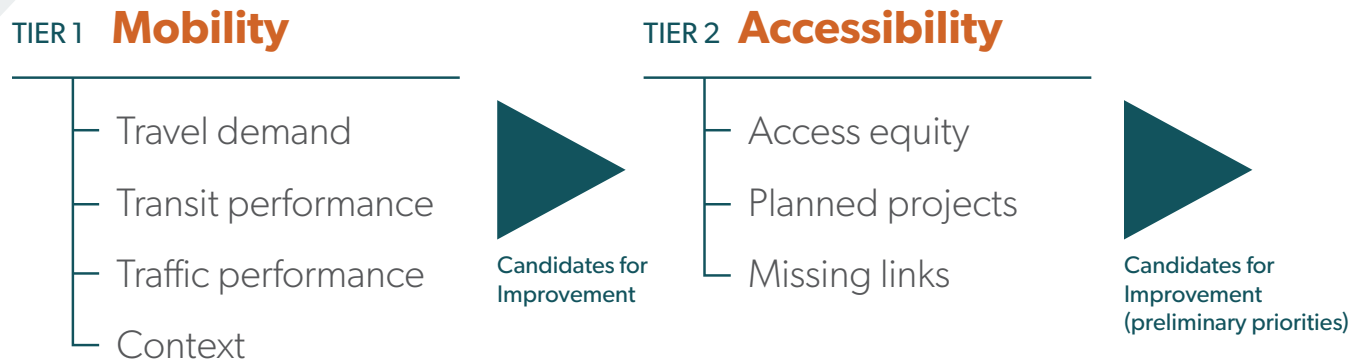 TIER 1 Mobility
Travel demand
Transit performance
Traffic performance
Context
Candidates for
Improvement
TIER 2 Accessibility
Access equity
Planned projects
Missing links
Candidates for
Improvement
(preliminary priorities)